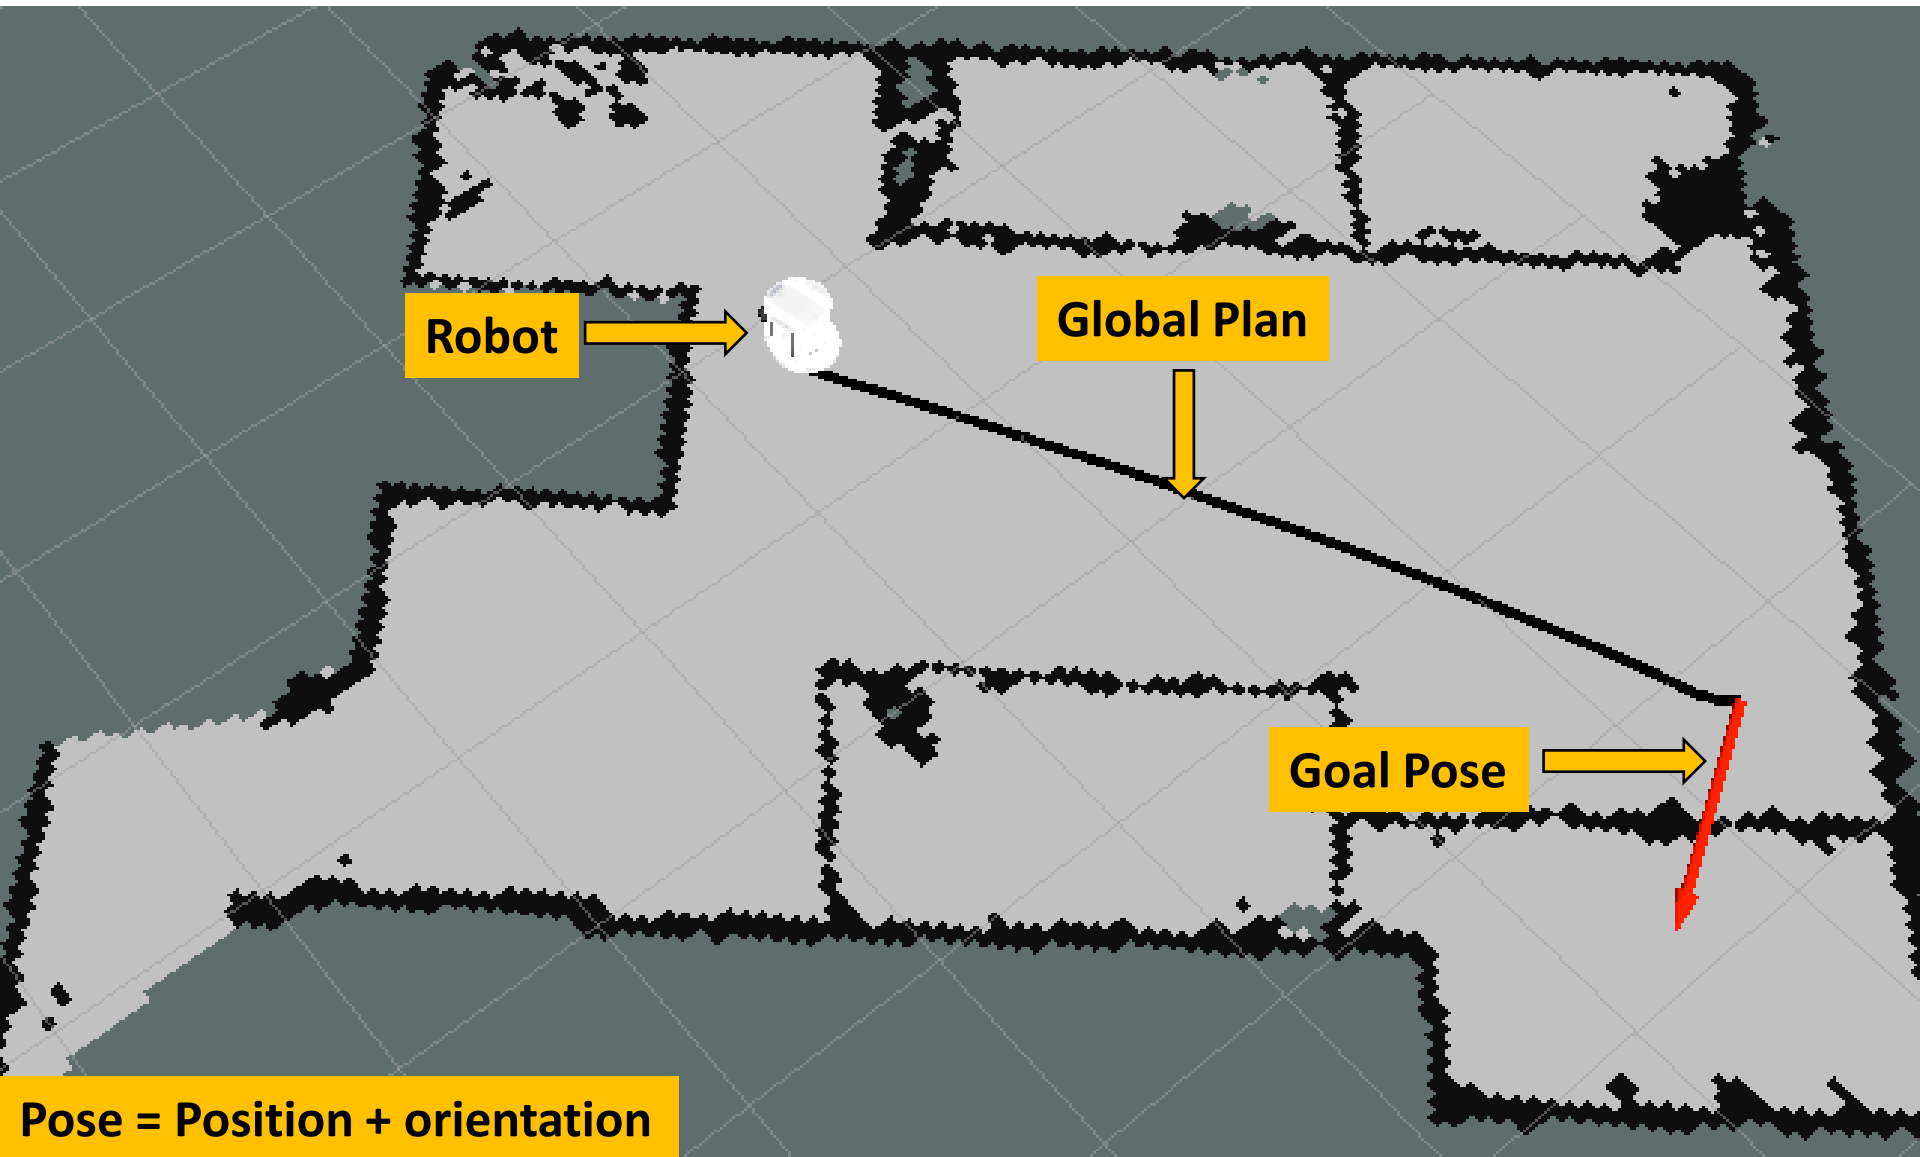 Robot
Global Plan
Goal Pose
Pose = Position + orientation